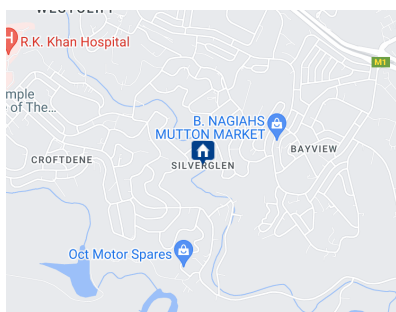 WESTCLIFF
R.K. Khan Hospital
M1
mple
of The...
B. NAGIAHS
MUTTON MARKET
BAYVIEW
CROFTDENE
SILVERGLEN
Oct Motor Spares